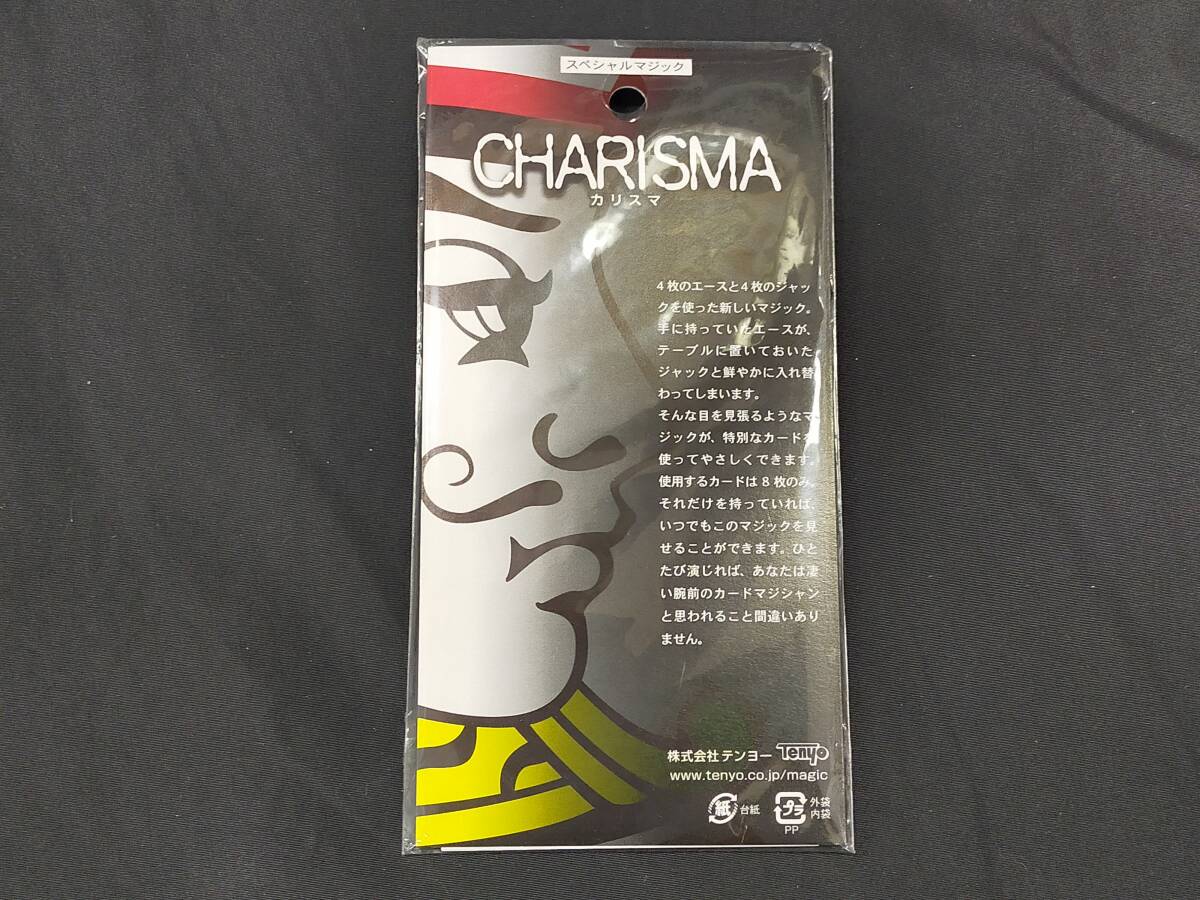 スペシャルマジック
CHARISMA
カリスマ
4枚のエースと4枚のジャッ
クを使った新しいマジック。
手に持っていたエースが、
テーブルに置いておいた
ジャックと鮮やかに入れ替
わってしまいます。
そんな目を見張るようなマ
ジックが、特別なカードを
使ってやさしくできます。
使用するカードは8枚のみ。
それだけを持っていれば、
いつでもこのマジックを見
せることができます。ひと
たび演じれば、あなたは凄
い腕前のカードマジシャン
と思われること間違いあり
ません。
株式会社テンヨー Tenyo
www.tenyo.co.jp/magic
紙 台紙 プラ 外袋
内袋
PP